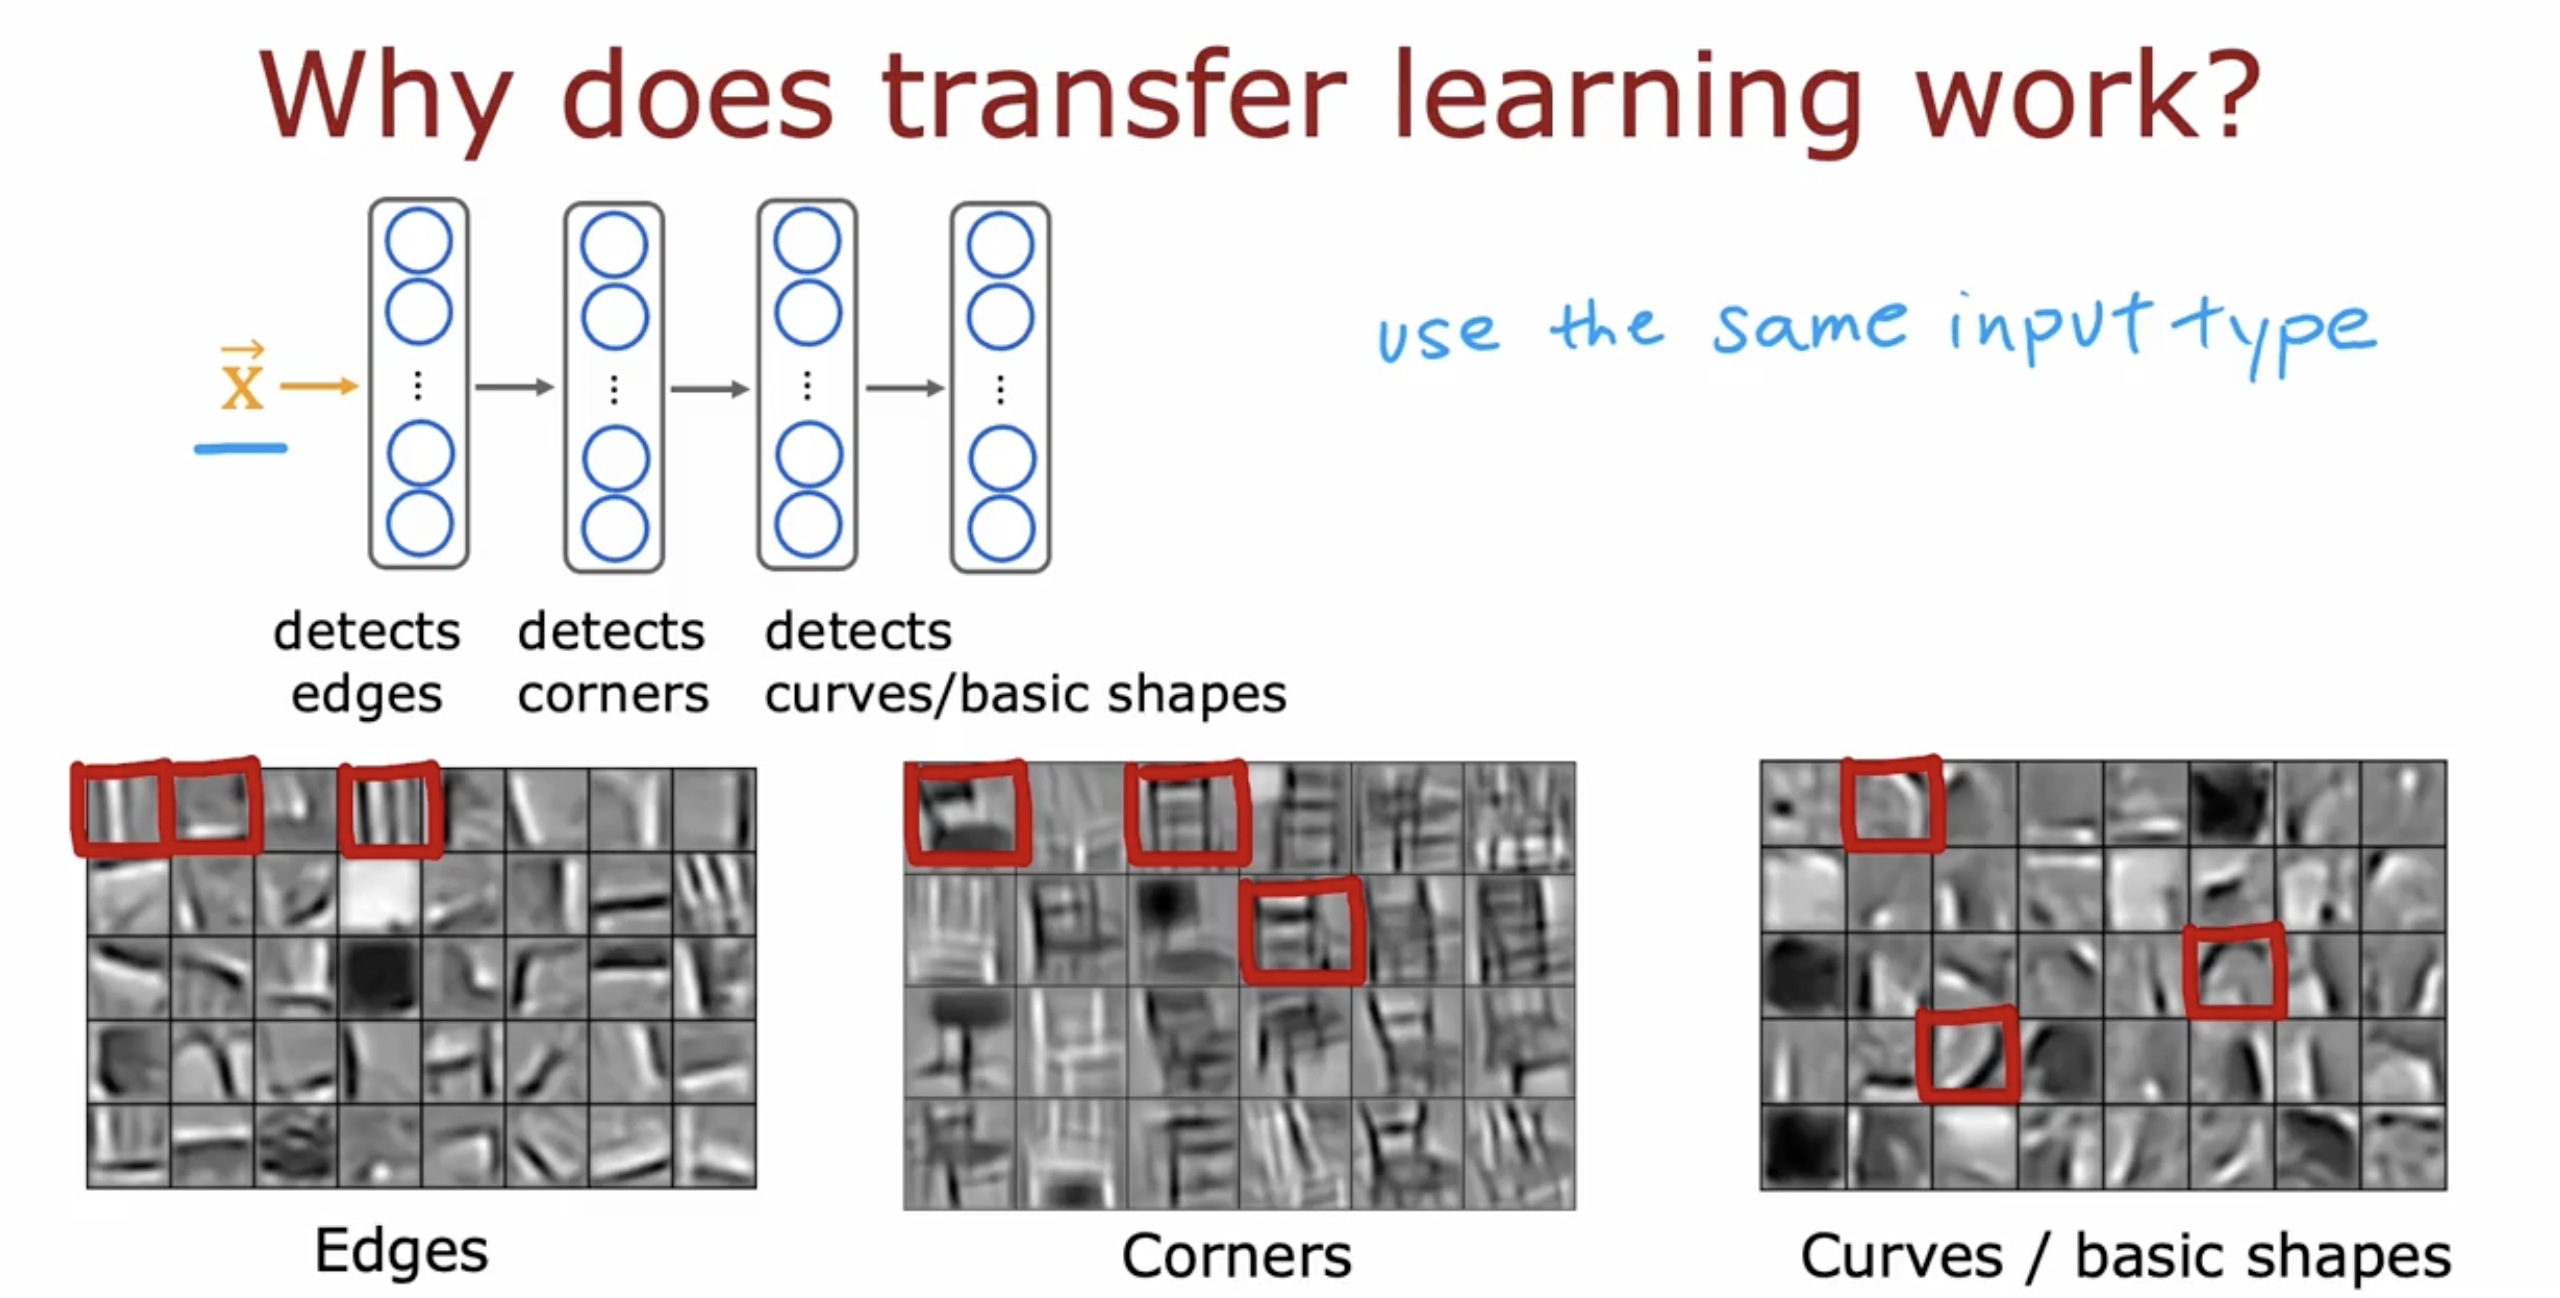 Why does transfer learning work?
x
use the same input type
detects edges
detects corners
detects curves/basic shapes
Edges
Corners
Curves / basic shapes